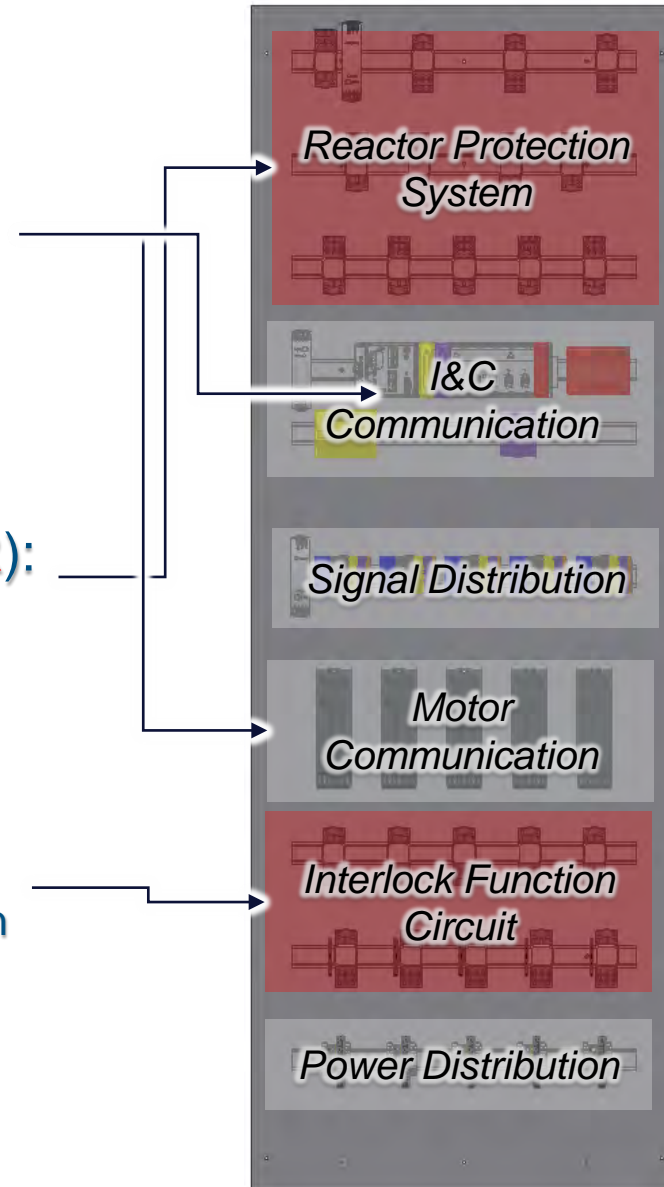 Reactor Protection
System
I&C
Communication
):
Signal Distribution
Motor
Communication
Interlock Function
Circuit
n
Power Distribution